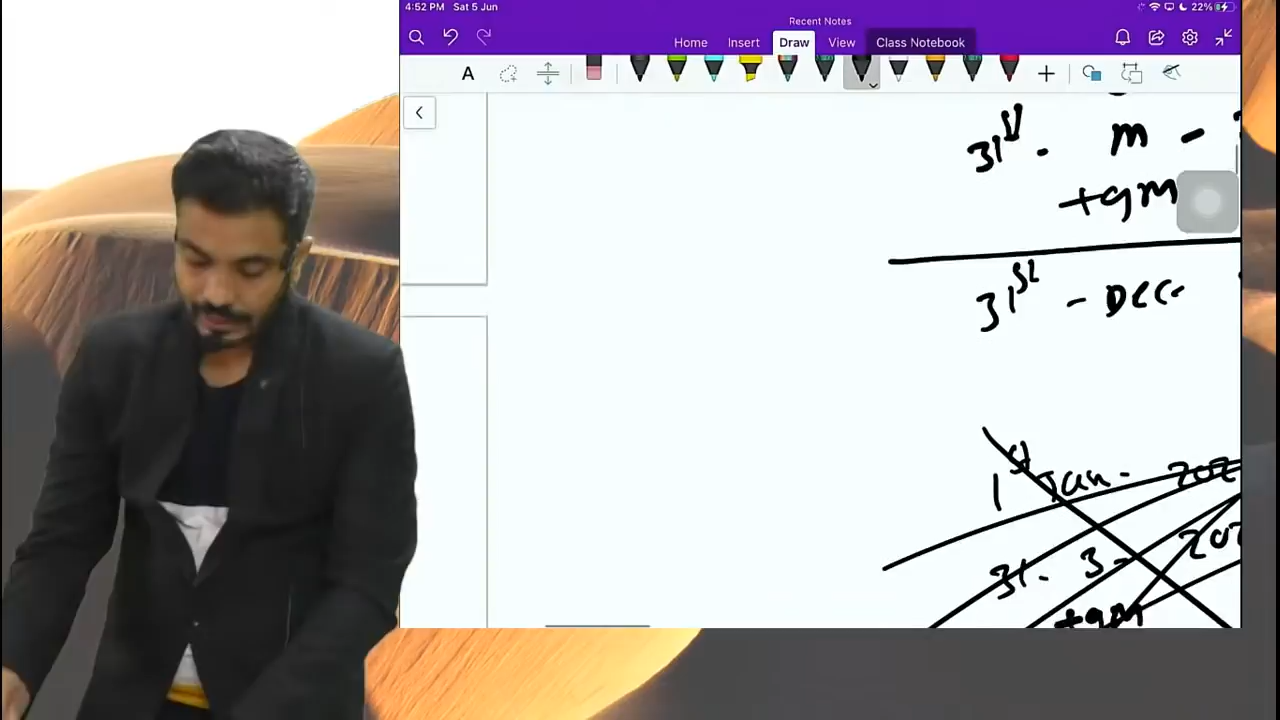 4:52 PM Sat 5 Jun
22%
Recent Notes
Home Insert Draw View Class Notebook
A
31st - m -
+9m
31st - Dec
1st Jan - 202
31 - 3 - 202
+9m